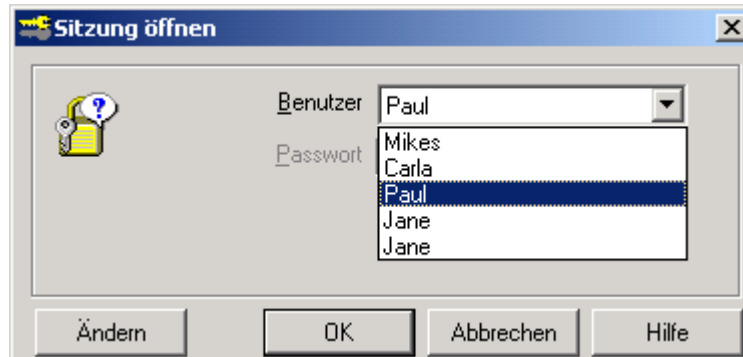 Sitzung öffnen
Benutzer Paul
Passwort
Mikes
Carla
Paul
Jane
Jane
Ändern OK Abbrechen Hilfe